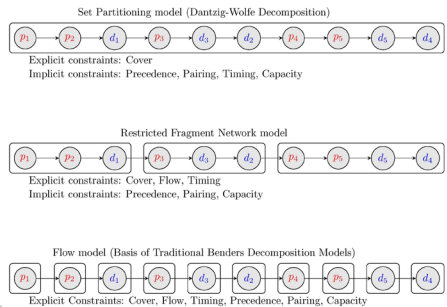 Set Partitioning model (Dantzig-Wolfe Decomposition)
p1 p2 d1 p3 d3 d2 p4 p5 d5 d4
Explicit constraints: Cover
Implicit constraints: Precedence, Pairing, Timing, Capacity
Restricted Fragment Network model
p1 p2 d1 p3 d3 d2 p4 p5 d5 d4
Explicit constraints: Cover, Flow, Timing
Implicit constraints: Precedence, Pairing, Capacity
Flow model (Basis of Traditional Benders Decomposition Models)
p1 p2 d1 p3 d3 d2 p4 p5 d5 d4
Explicit Constraints: Cover, Flow, Timing, Precedence, Pairing, Capacity